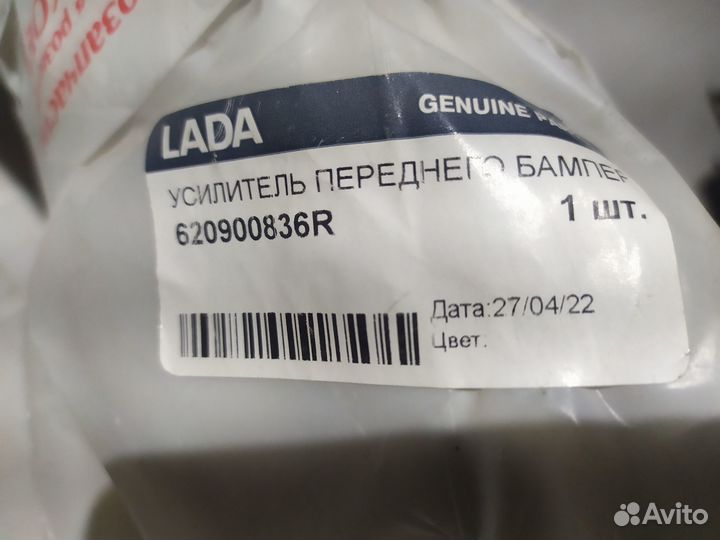 LADA
GENUINE
УСИЛИТЕЛЬ ПЕРЕДНЕГО БАМПЕР
620900836R
1 шт.
Дата:27/04/22
Цвет:
Avito